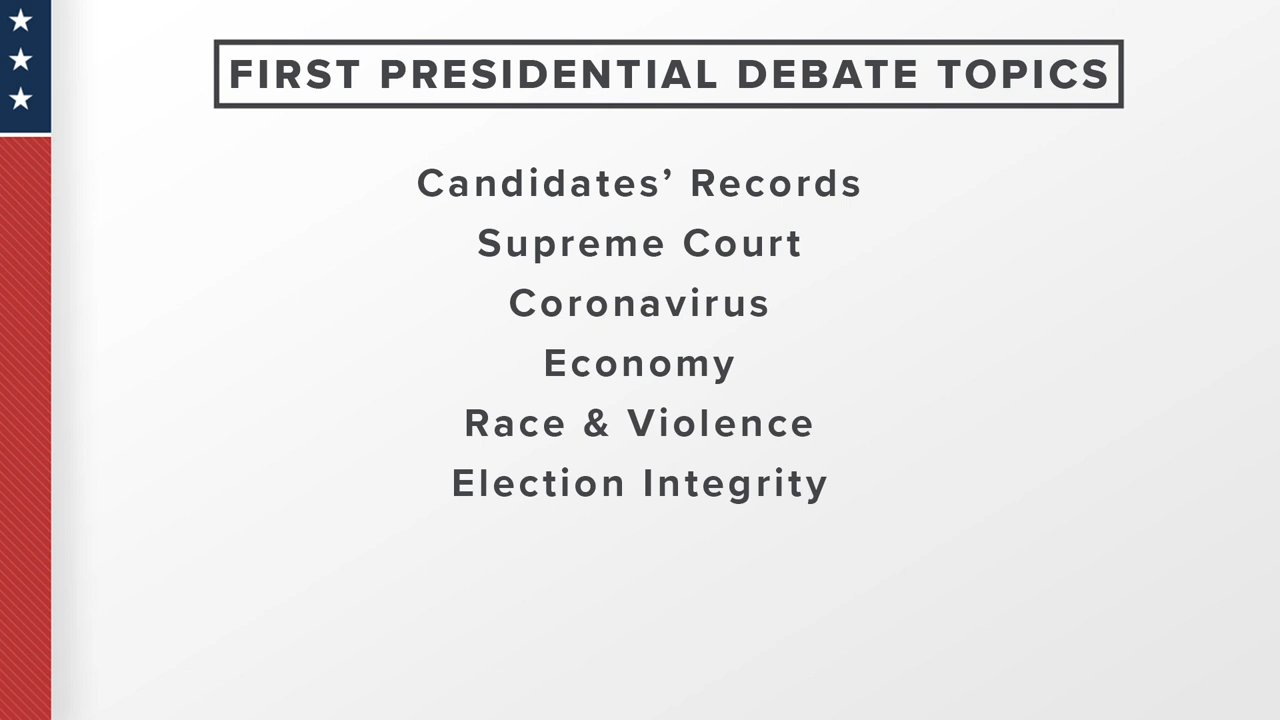 FIRST PRESIDENTIAL DEBATE TOPICS
Candidates’ Records
Supreme Court
Coronavirus
Economy
Race & Violence
Election Integrity